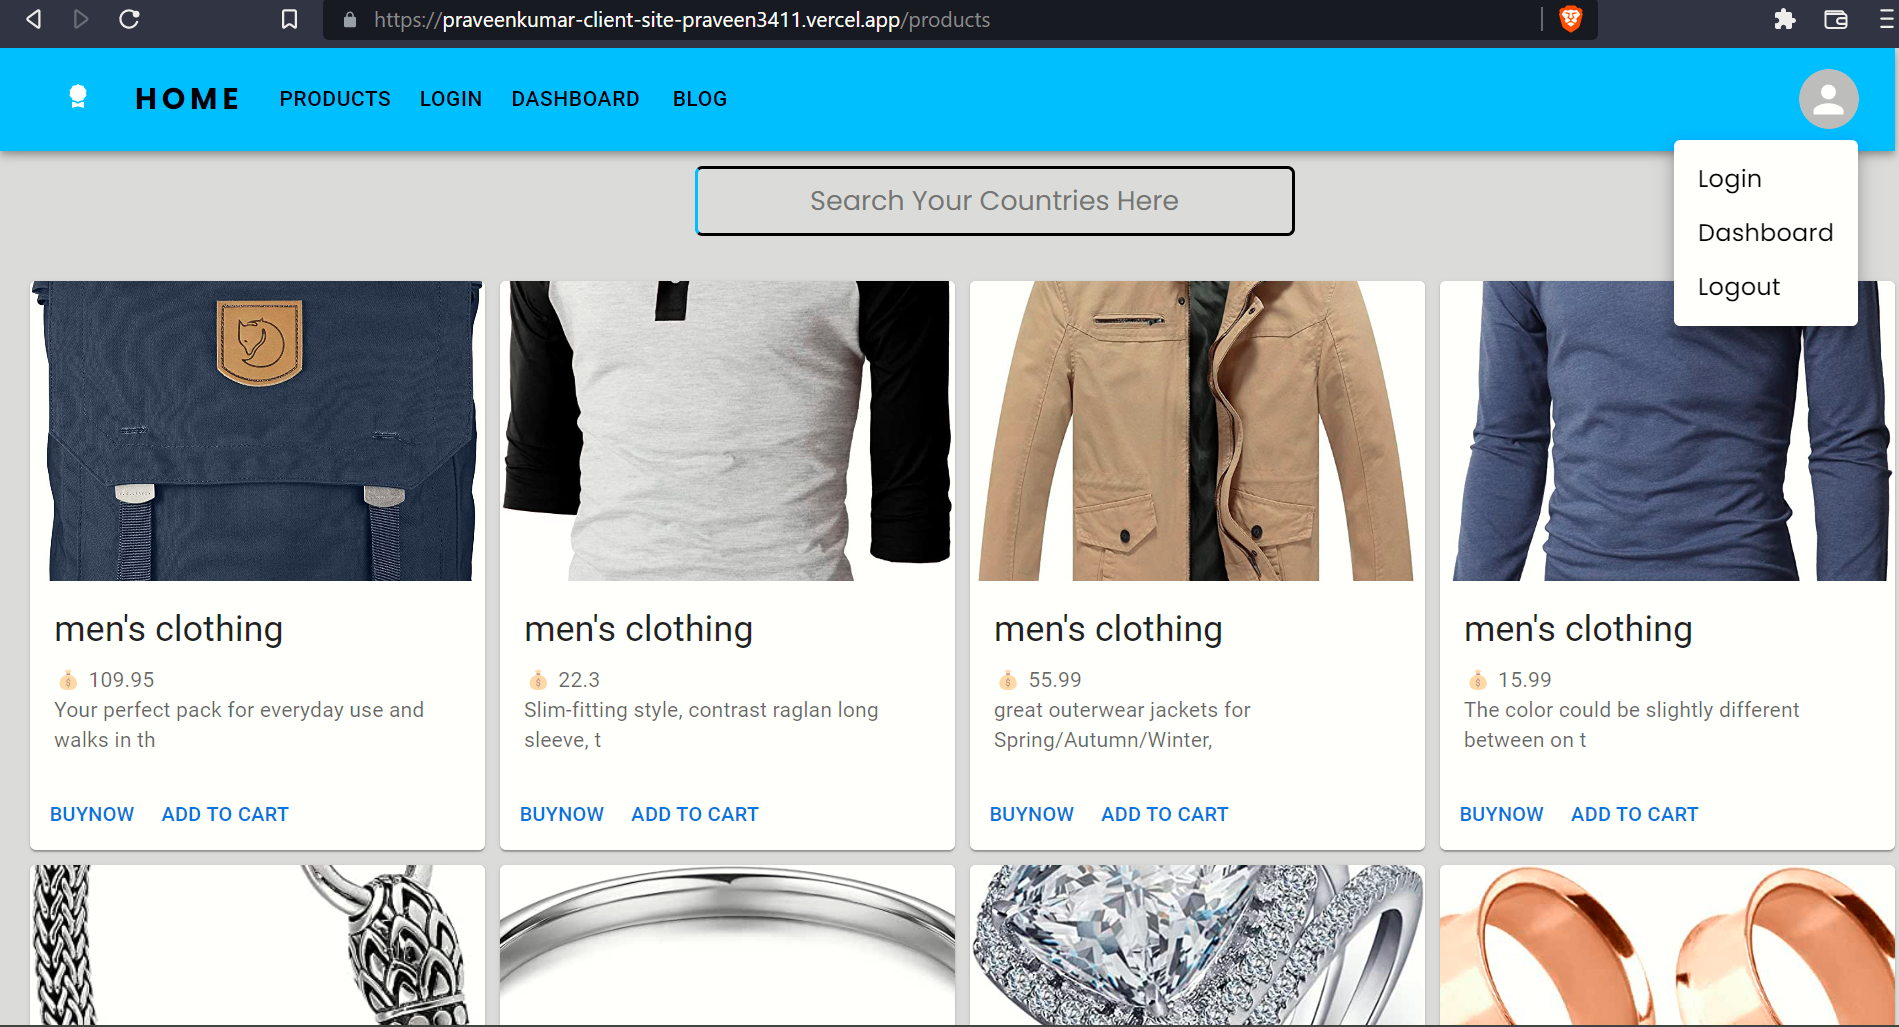 https://praveenkumar-client-site-praveen3411.vercel.app/products
HOME PRODUCTS LOGIN DASHBOARD BLOG
Login
Dashboard
Logout
Search Your Countries Here
men's clothing
💰 109.95
Your perfect pack for everyday use and
walks in th
BUYNOW ADD TO CART
men's clothing
💰 22.3
Slim-fitting style, contrast raglan long
sleeve, t
BUYNOW ADD TO CART
men's clothing
💰 55.99
great outerwear jackets for
Spring/Autumn/Winter,
BUYNOW ADD TO CART
men's clothing
💰 15.99
The color could be slightly different
between on t
BUYNOW ADD TO CART